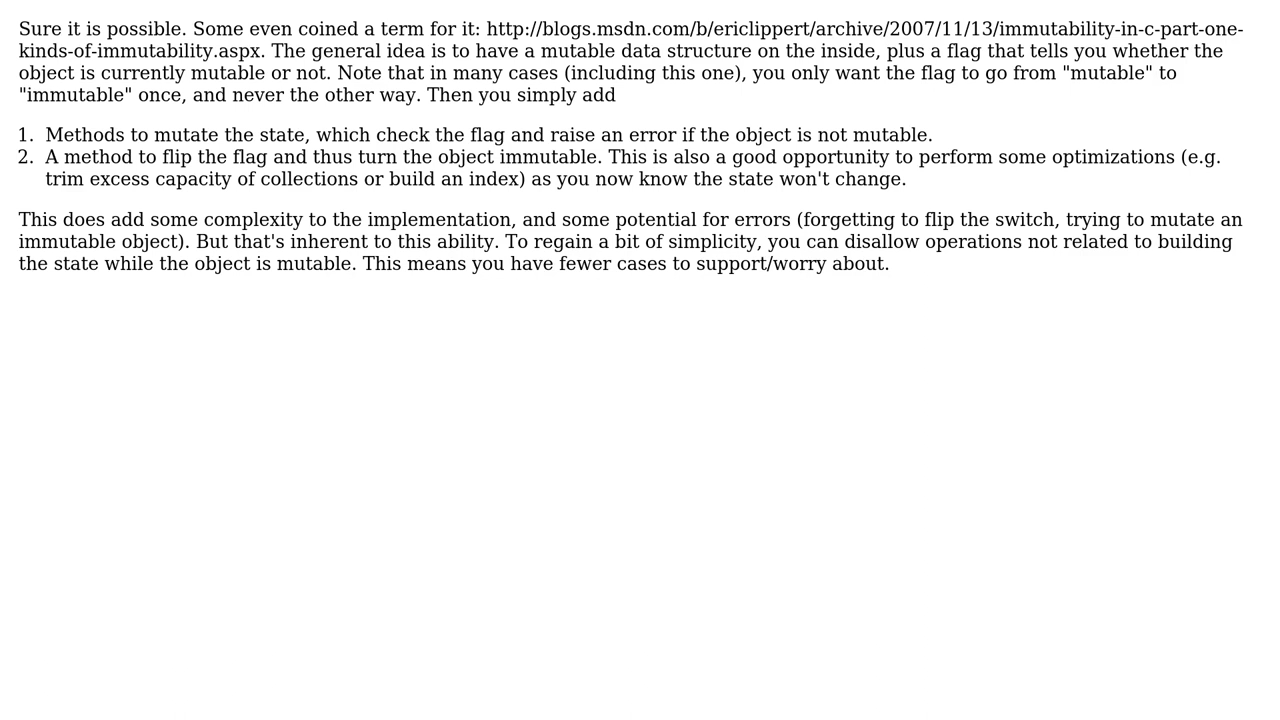 Sure it is possible. Some even coined a term for it: http://blogs.msdn.com/b/ericlippert/archive/2007/11/13/immutability-in-c-part-one-
kinds-of-immutability.aspx. The general idea is to have a mutable data structure on the inside, plus a flag that tells you whether the
object is currently mutable or not. Note that in many cases (including this one), you only want the flag to go from "mutable" to
"immutable" once, and never the other way. Then you simply add
1. Methods to mutate the state, which check the flag and raise an error if the object is not mutable.
2. A method to flip the flag and thus turn the object immutable. This is also a good opportunity to perform some optimizations (e.g.
trim excess capacity of collections or build an index) as you now know the state won't change.
This does add some complexity to the implementation, and some potential for errors (forgetting to flip the switch, trying to mutate an
immutable object). But that's inherent to this ability. To regain a bit of simplicity, you can disallow operations not related to building
the state while the object is mutable. This means you have fewer cases to support/worry about.